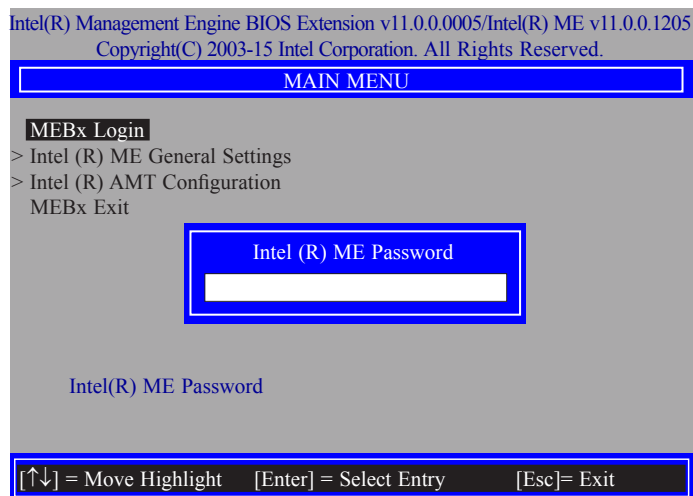 Intel(R) Management Engine BIOS Extension v11.0.0.0005/Intel(R) ME v11.0.0.1205
Copyright(C) 2003-15 Intel Corporation. All Rights Reserved.
MAIN MENU
MEBx Login
> Intel (R) ME General Settings
> Intel (R) AMT Configuration
MEBx Exit
Intel (R) ME Password
Intel(R) ME Password
[↑↓] = Move Highlight [Enter] = Select Entry [Esc]= Exit